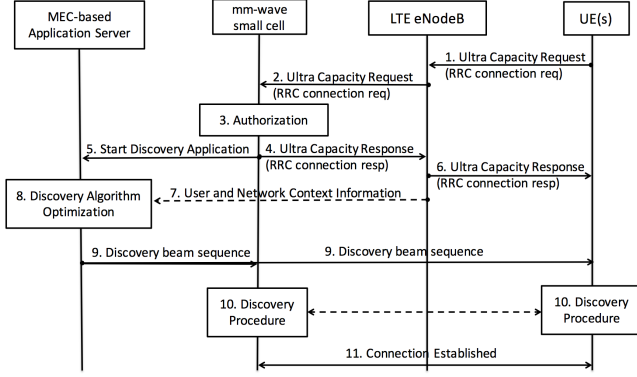 MEC-based
Application Server
mm-wave
small cell
LTE eNodeB
UE(s)
1. Ultra Capacity Request
(RRC connection req)
2. Ultra Capacity Request
(RRC connection req)
3. Authorization
5. Start Discovery Application
4. Ultra Capacity Response
(RRC connection resp)
6. Ultra Capacity Response
(RRC connection resp)
8. Discovery Algorithm
Optimization
7. User and Network Context Information
9. Discovery beam sequence
9. Discovery beam sequence
10. Discovery
Procedure
10. Discovery
Procedure
11. Connection Established